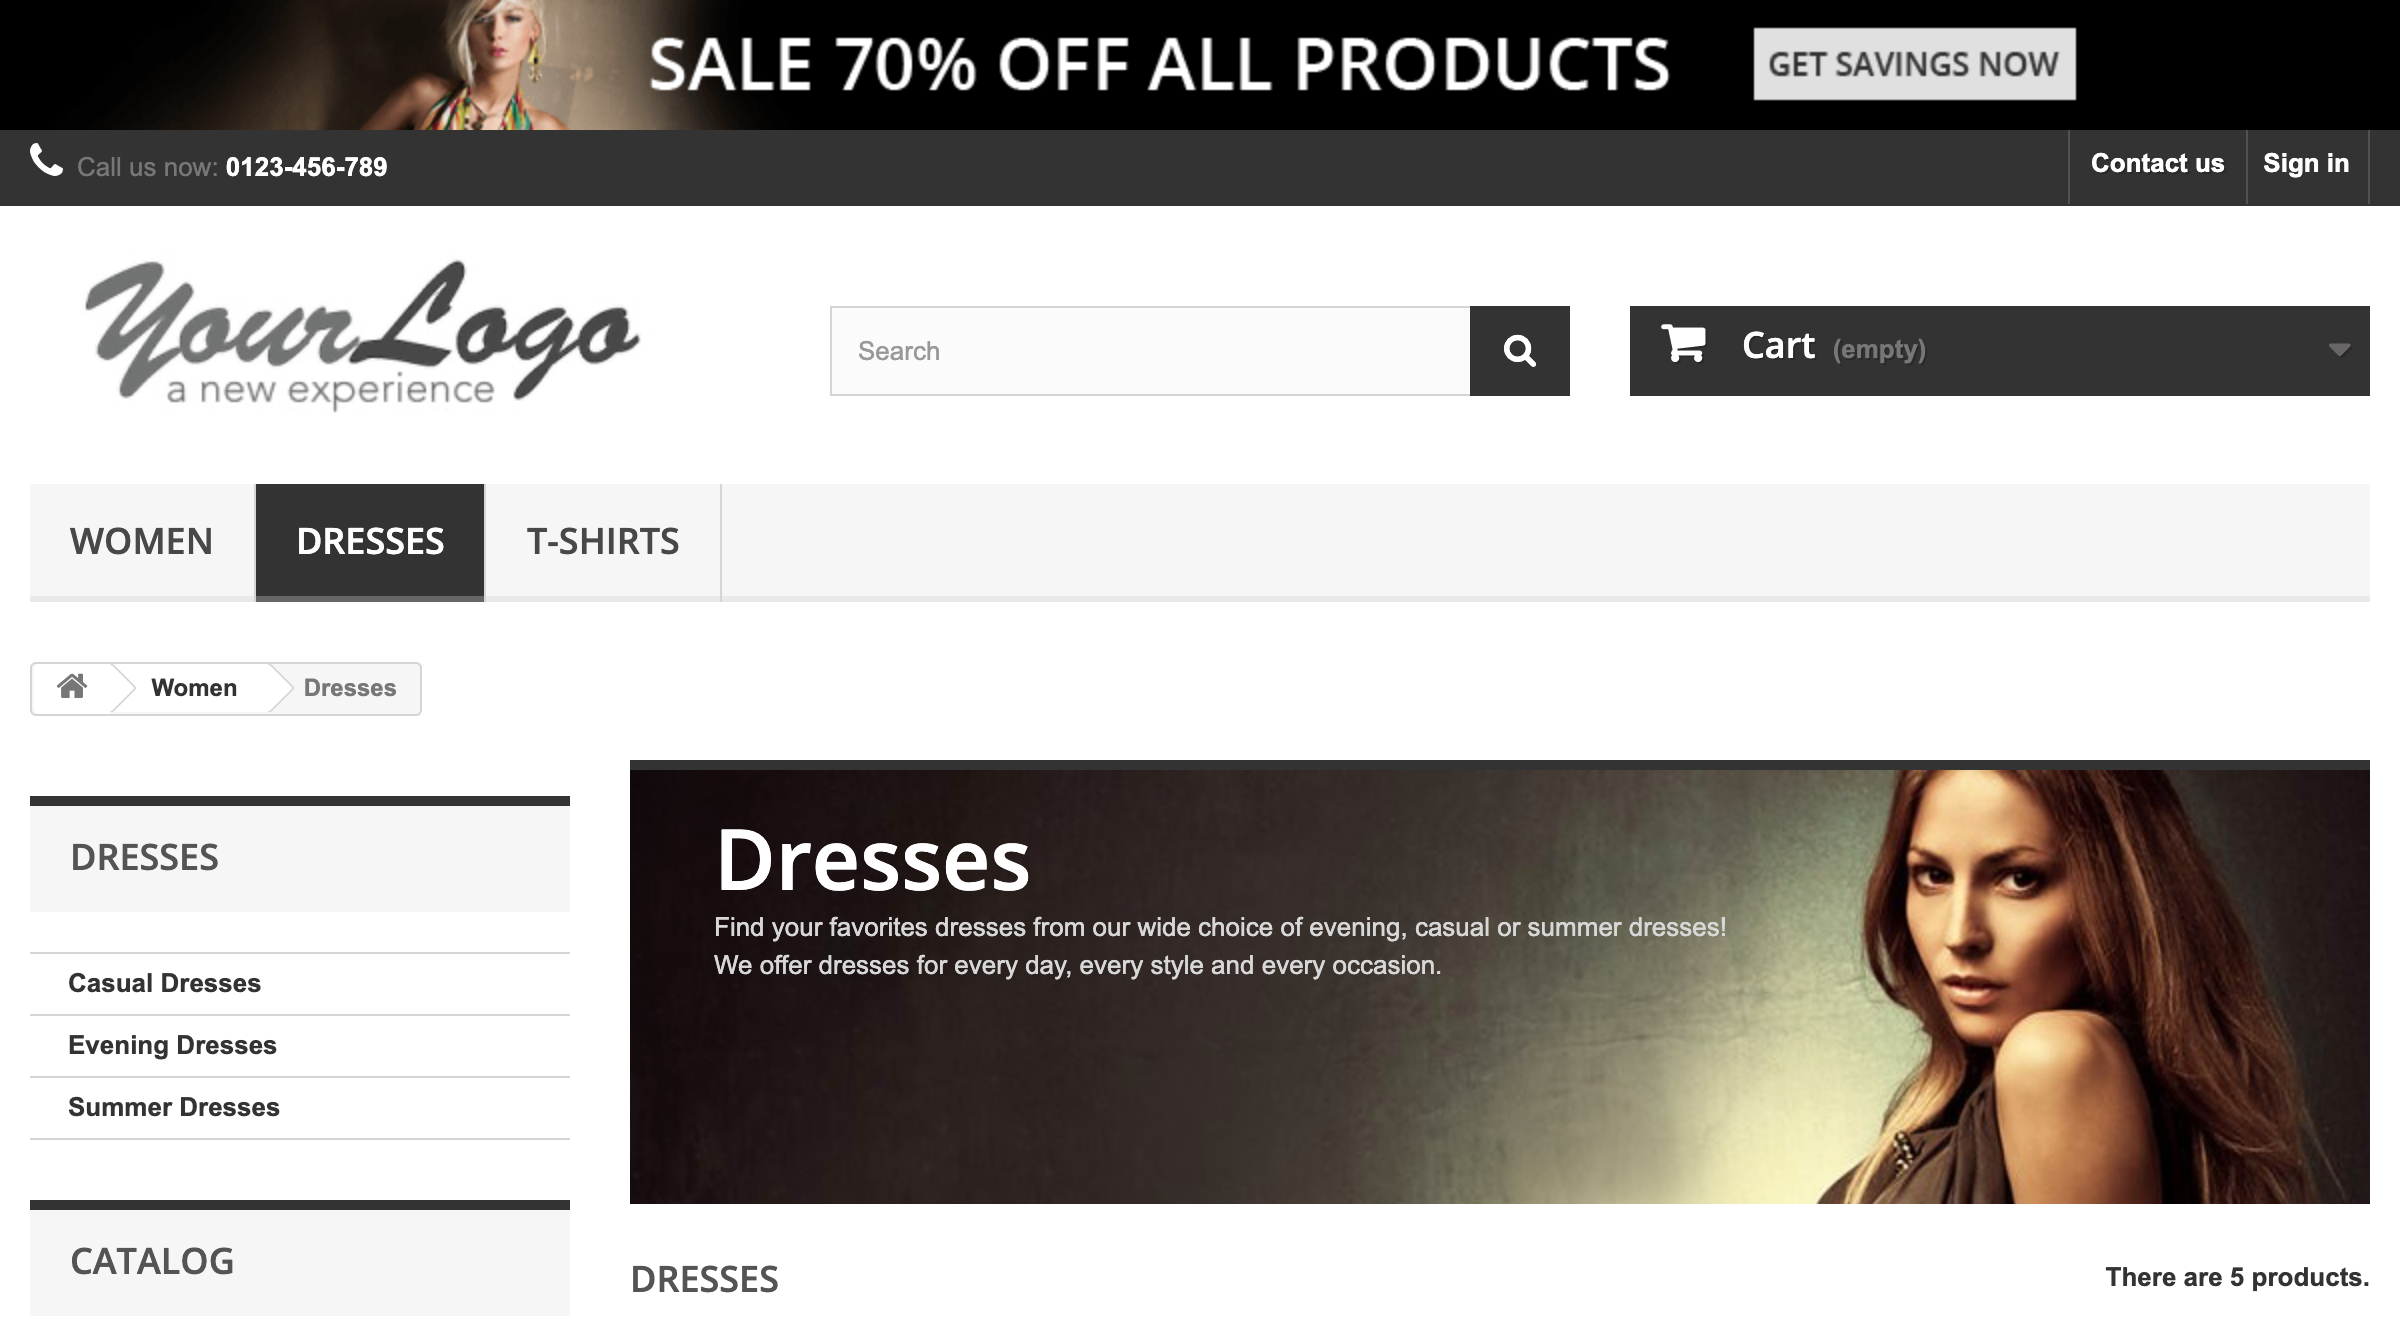 SALE 70% OFF ALL PRODUCTS
GET SAVINGS NOW
Call us now: 0123-456-789
Contact us
Sign in
YourLogo
a new experience
Search
Cart (empty)
WOMEN
DRESSES
T-SHIRTS
Women
Dresses
DRESSES
Casual Dresses
Evening Dresses
Summer Dresses
CATALOG
Dresses
Find your favorites dresses from our wide choice of evening, casual or summer dresses!
We offer dresses for every day, every style and every occasion.
DRESSES
There are 5 products.